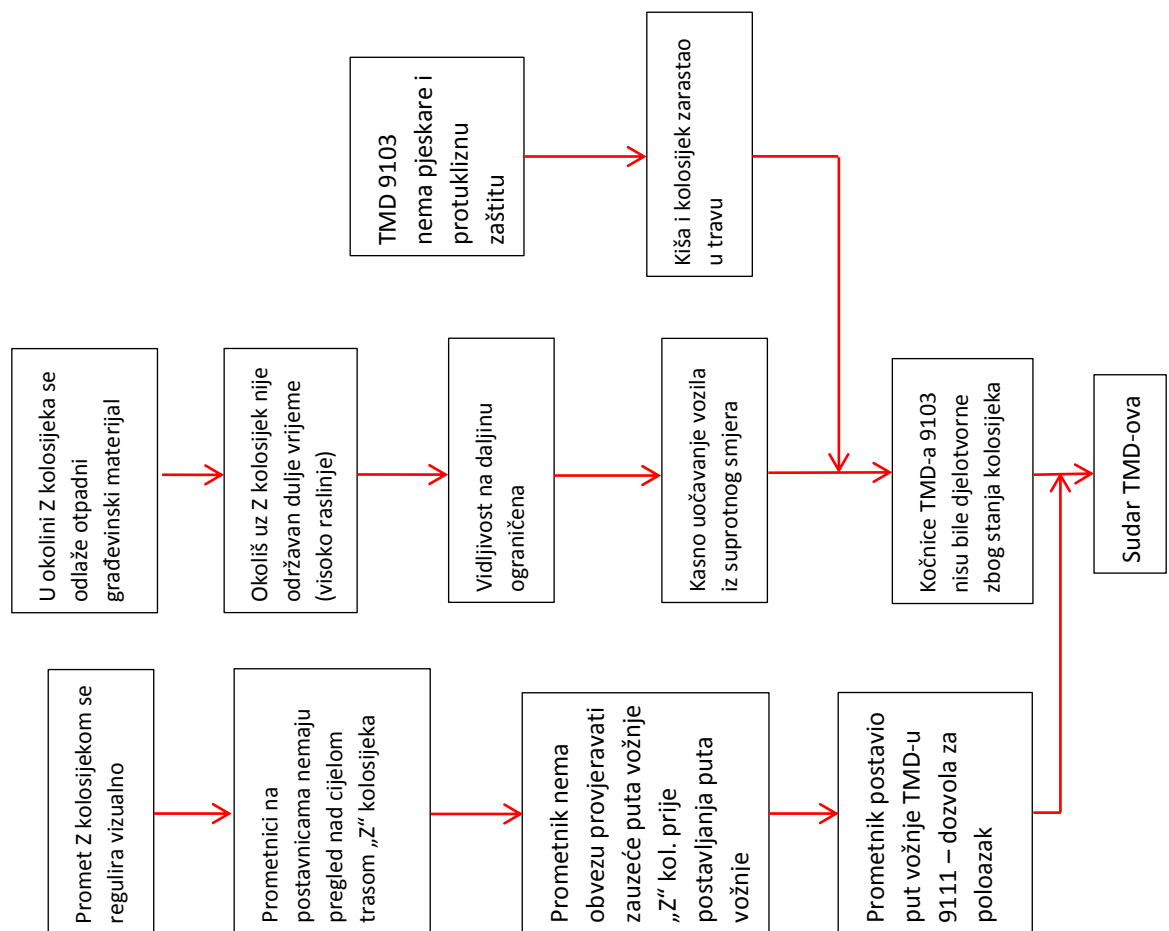 TMD 9103
nema pjeskare i
protukliznu
zaštitu
Kiša i kolosijek zarastao
u travu
U okolini Z kolosijeka se
odlaže otpadni
građevinski materijal
Okoliš uz Z kolosijek nije
održavan dulje vrijeme
(visoko raslinje)
Vidljivost na daljinu
ograničena
Kasno uočavanje vozila
iz suprotnog smjera
Kočnice TMD-a 9103
nisu bile djelotvorne
zbog stanja kolosijeka
Sudar TMD-ova
Promet Z kolosijekom se
regulira vizualno
Prometnici na
postavnicama nemaju
pregled nad cijelom
trasom „Z“ kolosijeka
Prometnik nema
obvezu provjeravati
zauzeće puta vožnje
„Z“ kol. prije
postavljanja puta
vožnje
Prometnik postavio
put vožnje TMD-u
9111 – dozvola za
poloazak